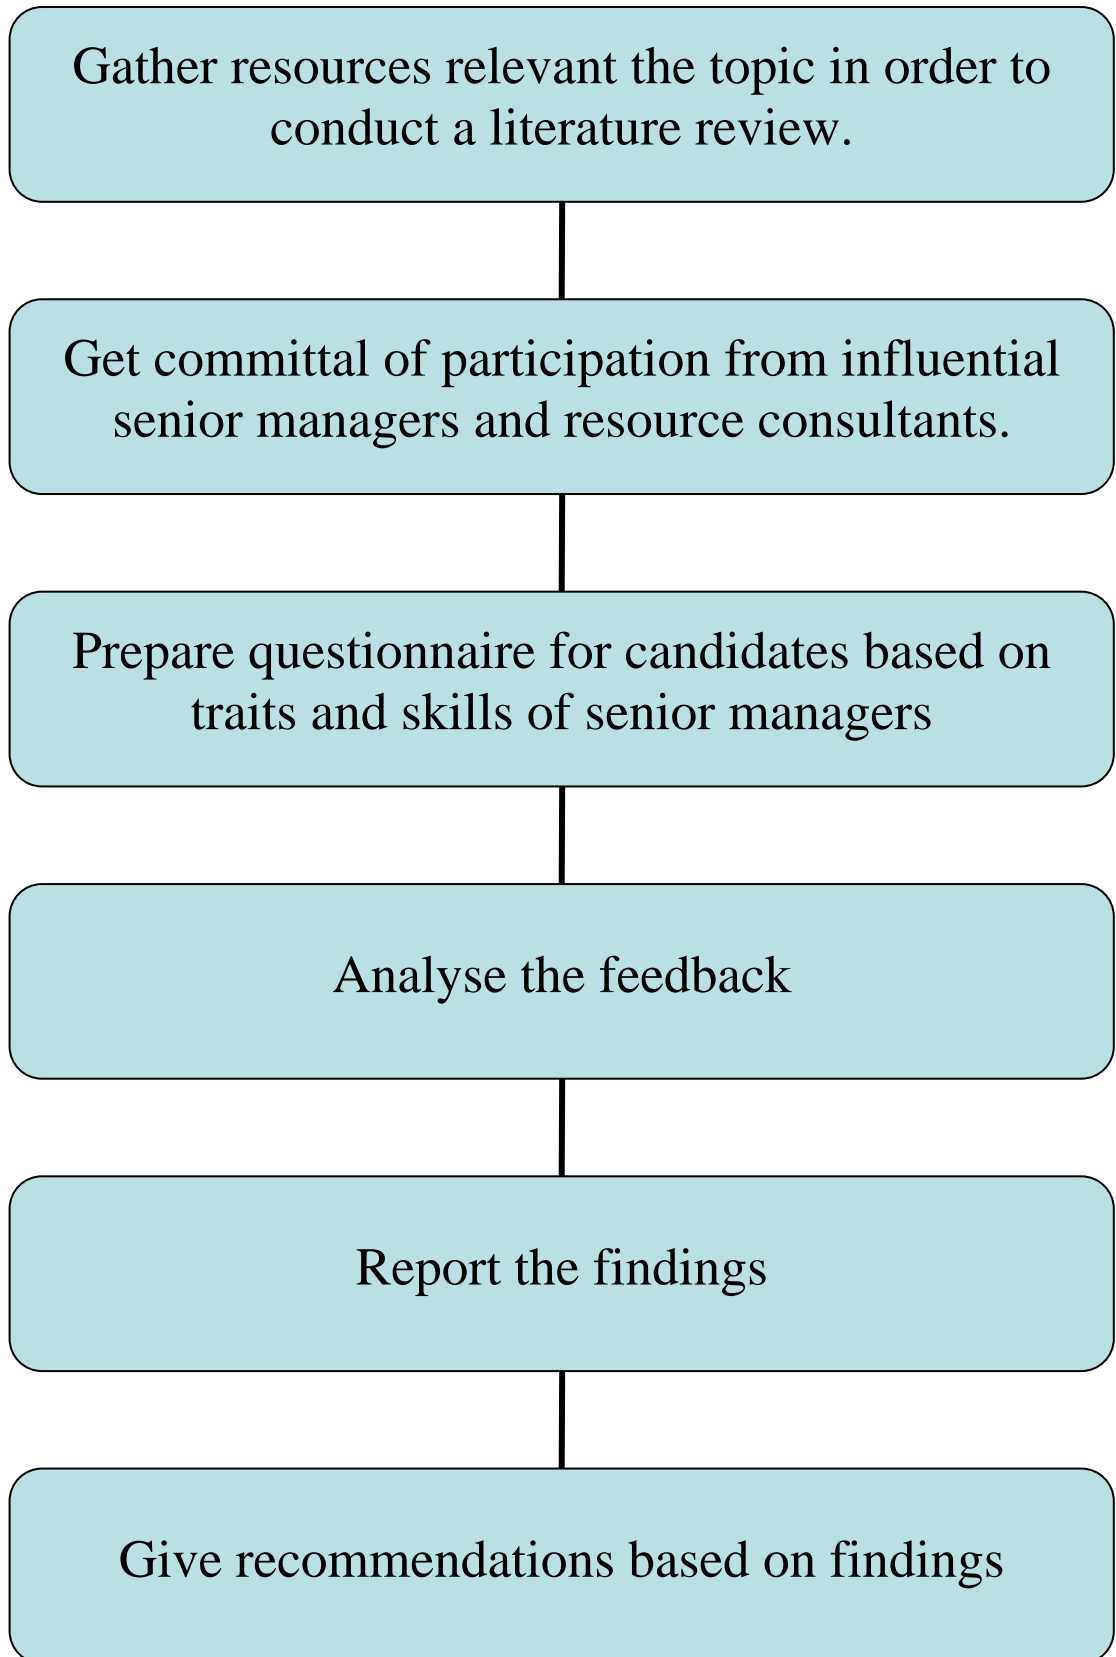 Gather resources relevant the topic in order to
conduct a literature review.
Get committal of participation from influential
senior managers and resource consultants.
Prepare questionnaire for candidates based on
traits and skills of senior managers
Analyse the feedback
Report the findings
Give recommendations based on findings